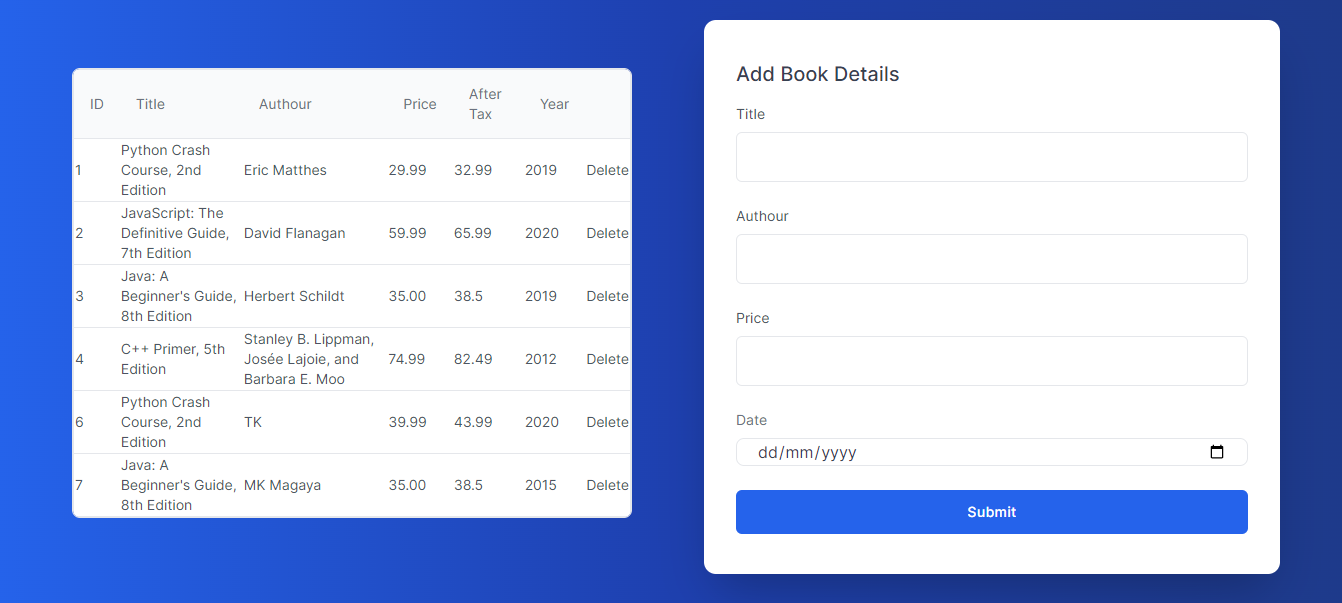 ID Title Authour Price After Tax Year
1 Python Crash Course, 2nd Edition Eric Matthes 29.99 32.99 2019 Delete
2 JavaScript: The Definitive Guide, 7th Edition David Flanagan 59.99 65.99 2020 Delete
3 Java: A Beginner's Guide, 8th Edition Herbert Schildt 35.00 38.5 2019 Delete
4 C++ Primer, 5th Edition Stanley B. Lippman, Josée Lajoie, and Barbara E. Moo 74.99 82.49 2012 Delete
6 Python Crash Course, 2nd Edition TK 39.99 43.99 2020 Delete
7 Java: A Beginner's Guide, 8th Edition MK Magaya 35.00 38.5 2015 Delete
Add Book Details
Title
Authour
Price
Date
dd/mm/yyyy
Submit